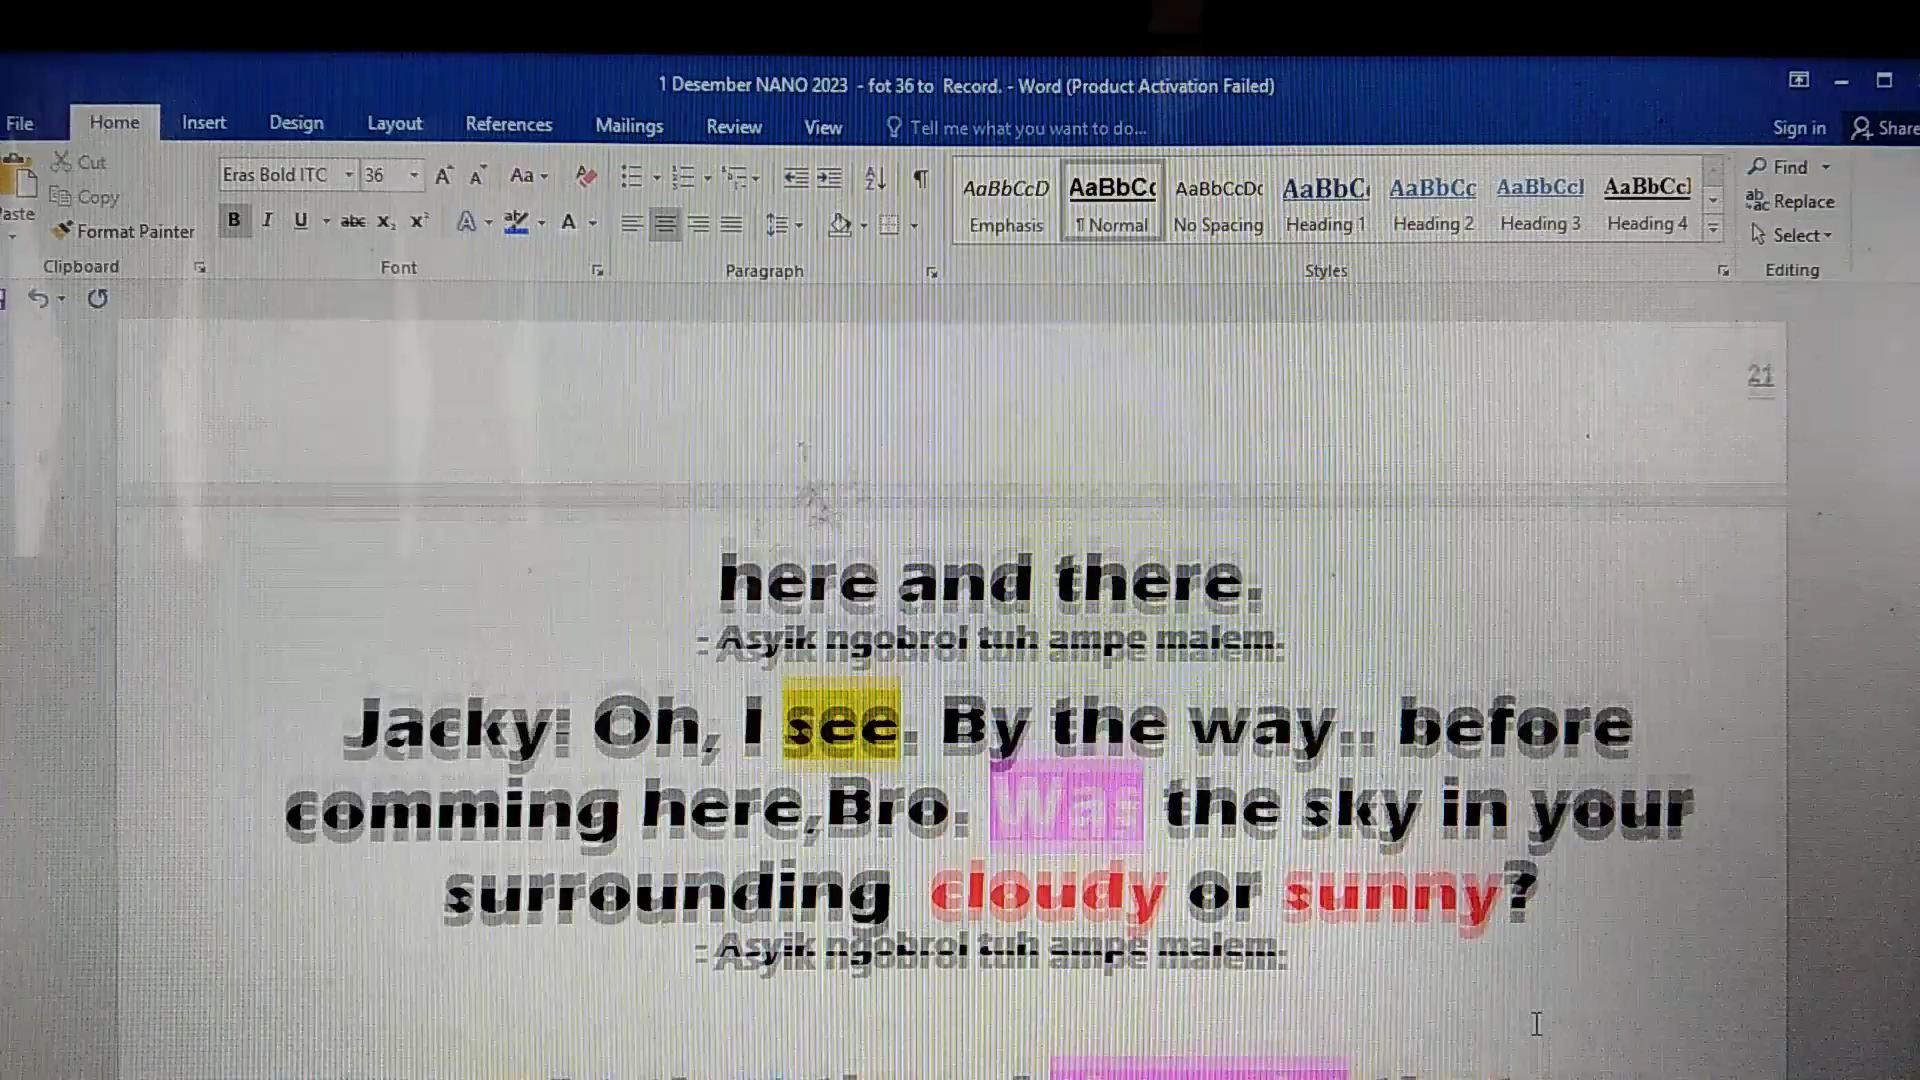 1 Desember NANO 2023 - fot 36 to Record. - Word (Product Activation Failed)
File Home Insert Design Layout References Mailings Review View Tell me what you want to do... Sign in Share
Cut
Copy
Format Painter
Clipboard
Eras Bold ITC 36
Font
Paragraph
AaBbCcD AaBbCc AaBbCcDc AaBbC AaBbCc AaBbCcI AaBbCcI
Emphasis ¶ Normal No Spacing Heading 1 Heading 2 Heading 3 Heading 4
Styles
Find
Replace
Select
Editing
21
here and there.
= Asyik ngobrol tuh ampe malem.
Jacky: Oh, I see. By the way.. before
comming here,Bro. Was the sky in your
surrounding cloudy or sunny?
= Asyik ngobrol tuh ampe malem.